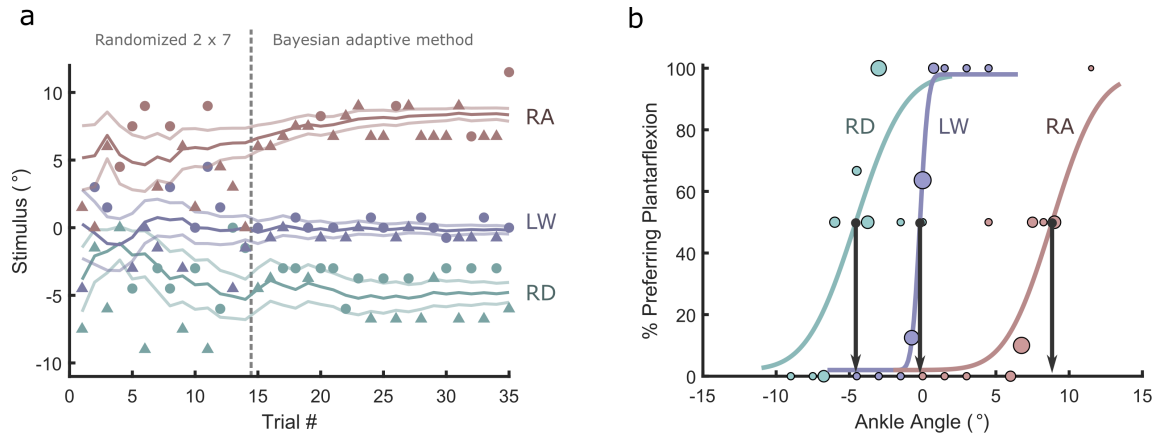 a
Randomized 2 x 7
Bayesian adaptive method
Stimulus (°)
10
5
0
-5
-10
RA
LW
RD
0
5
10
15
20
25
30
35
Trial #
b
% Preferring Plantarflexion
100
80
60
40
20
0
RD
LW
RA
-15
-10
-5
0
5
10
15
Ankle Angle (°)